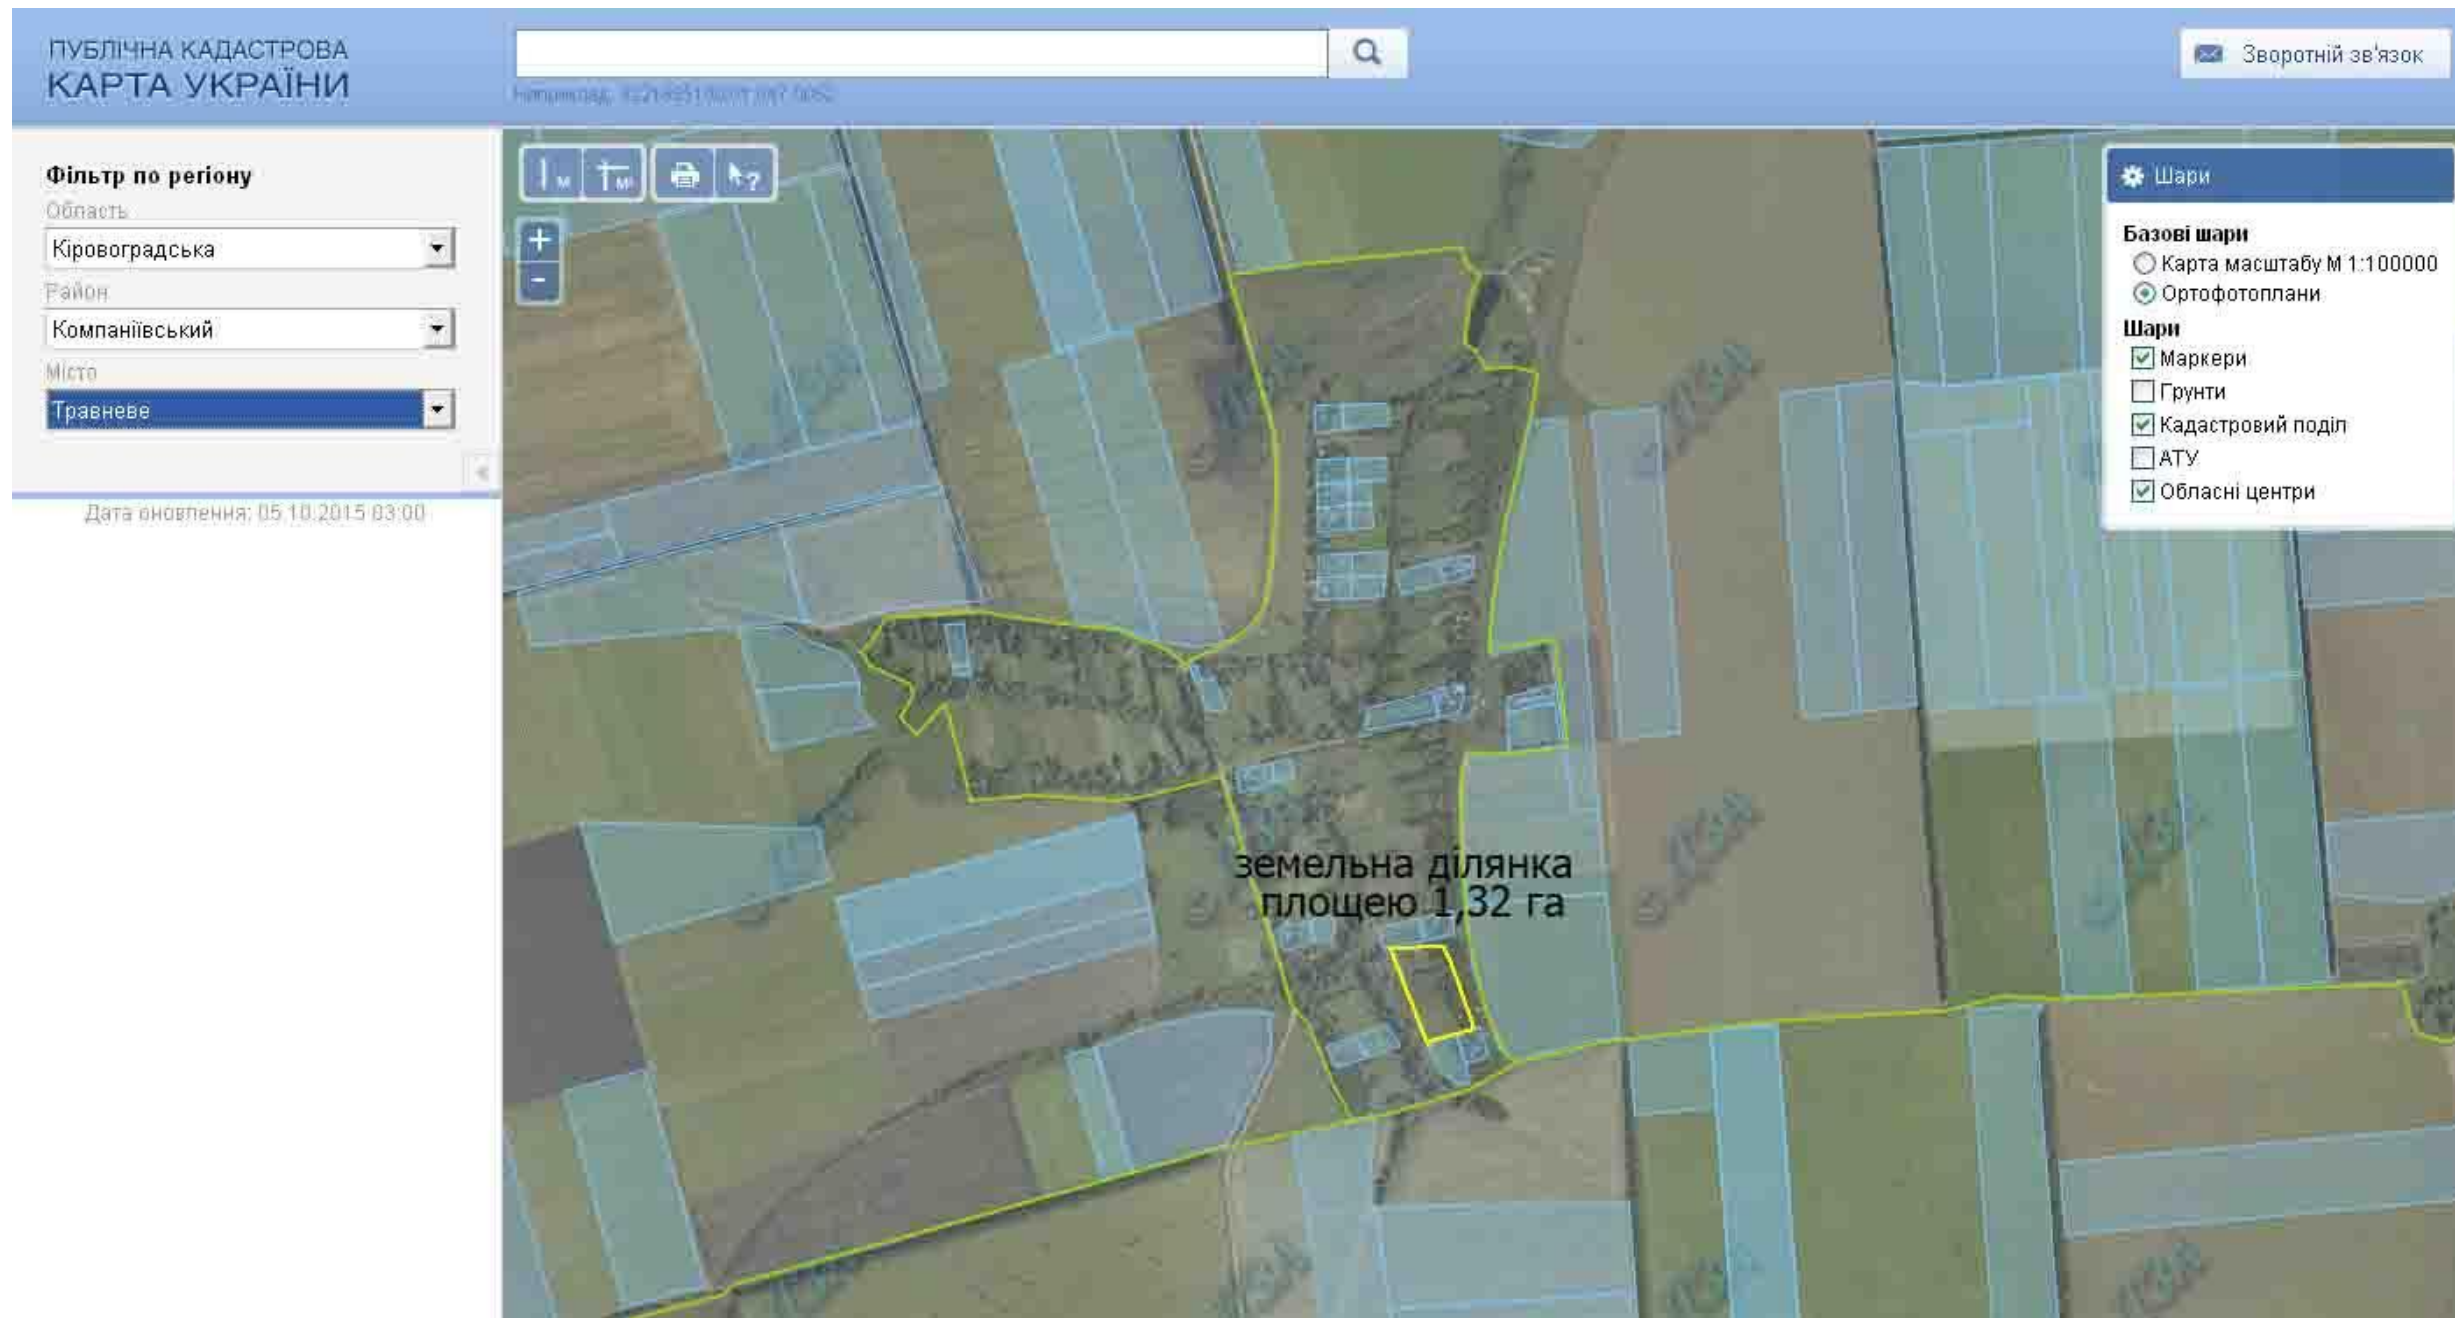 ПУБЛІЧНА КАДАСТРОВА
КАРТА УКРАЇНИ
Зворотній зв'язок
Фільтр по регіону
Область
Кіровоградська
Район
Компаніївський
Місто
Травневе
Дата оновлення: 05.10.2015 03:00
М
М²
?
+
-
Шари
Базові шари
Карта масштабу М 1:100000
Ортофотоплани
Шари
Маркери
Грунти
Кадастровий поділ
АТУ
Обласні центри
земельна ділянка
площею 1,32 га